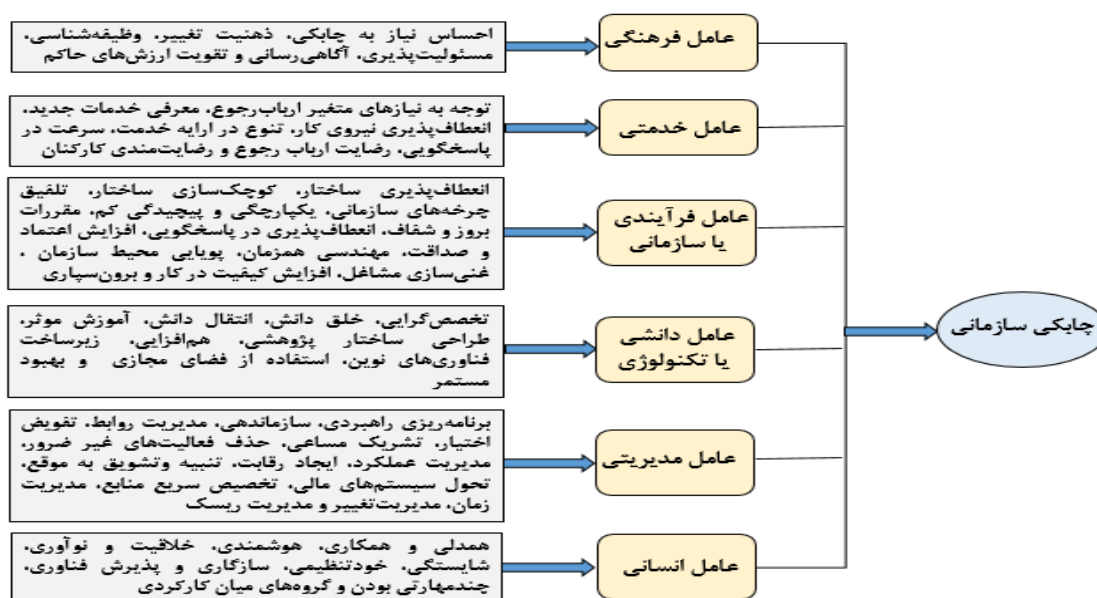 عامل فرهنگی
احساس نیاز به چابکی، ذهنیت تغییر، وظیفه‌شناسی،
مسئولیت‌پذیری، آگاهی‌رسانی و تقویت ارزش‌های حاکم
عامل خدمتی
توجه به نیازهای متغیر ارباب‌رجوع، معرفی خدمات جدید،
انعطاف‌پذیری نیروی کار، تنوع در ارایه خدمت، سرعت در
پاسخگویی، رضایت ارباب رجوع و رضایت‌مندی کارکنان
عامل فرآیندی
یا سازمانی
انعطاف‌پذیری ساختار، کوچک‌سازی ساختار، تلفیق
چرخه‌های سازمانی، یکپارچگی و پیچیدگی کم، مقررات
بروز و شفاف، انعطاف‌پذیری در پاسخگویی، افزایش اعتماد
و صداقت، مهندسی همزمان، پویایی محیط سازمان ،
غنی‌سازی مشاغل، افزایش کیفیت در کار و برون‌سپاری
چابکی سازمانی
عامل دانشی
یا تکنولوژی
تخصص‌گرایی، خلق دانش، انتقال دانش، آموزش موثر،
طراحی ساختار پژوهشی، هم‌افزایی، زیرساخت
فناوری‌های نوین، استفاده از فضای مجازی و بهبود
مستمر
عامل مدیریتی
برنامه‌ریزی راهبردی، سازماندهی، مدیریت روابط، تفویض
اختیار، تشریک مساعی، حذف فعالیت‌های غیر ضرور،
مدیریت عملکرد، ایجاد رقابت، تنبیه وتشویق به موقع،
تحول سیستم‌های مالی، تخصیص سریع منابع، مدیریت
زمان، مدیریت‌تغییر و مدیریت ریسک
عامل انسانی
همدلی و همکاری، هوشمندی، خلاقیت و نوآوری،
شایستگی، خودتنظیمی، سازگاری و پذیرش فناوری،
چندمهارتی بودن و گروه‌های میان کارکردی